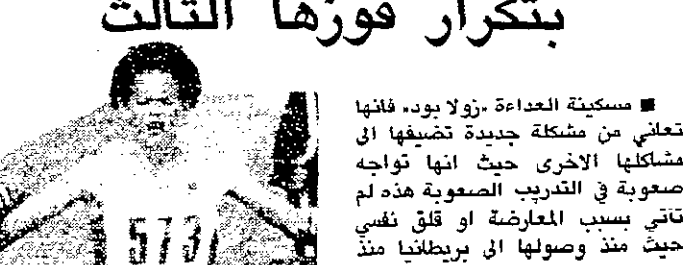 بتكرار فوزها الثالث
■ مسكينة العداءة «زولا بود» فانها
تعاني من مشكلة جديدة تضيفها الى
مشاكلها الاخرى حيث انها تواجه
صعوبة في التدريب الصعوبة هذه لم
تاتي بسبب المعارضة او قلق نفسي
حيث منذ وصولها الى بريطانيا منذ
573